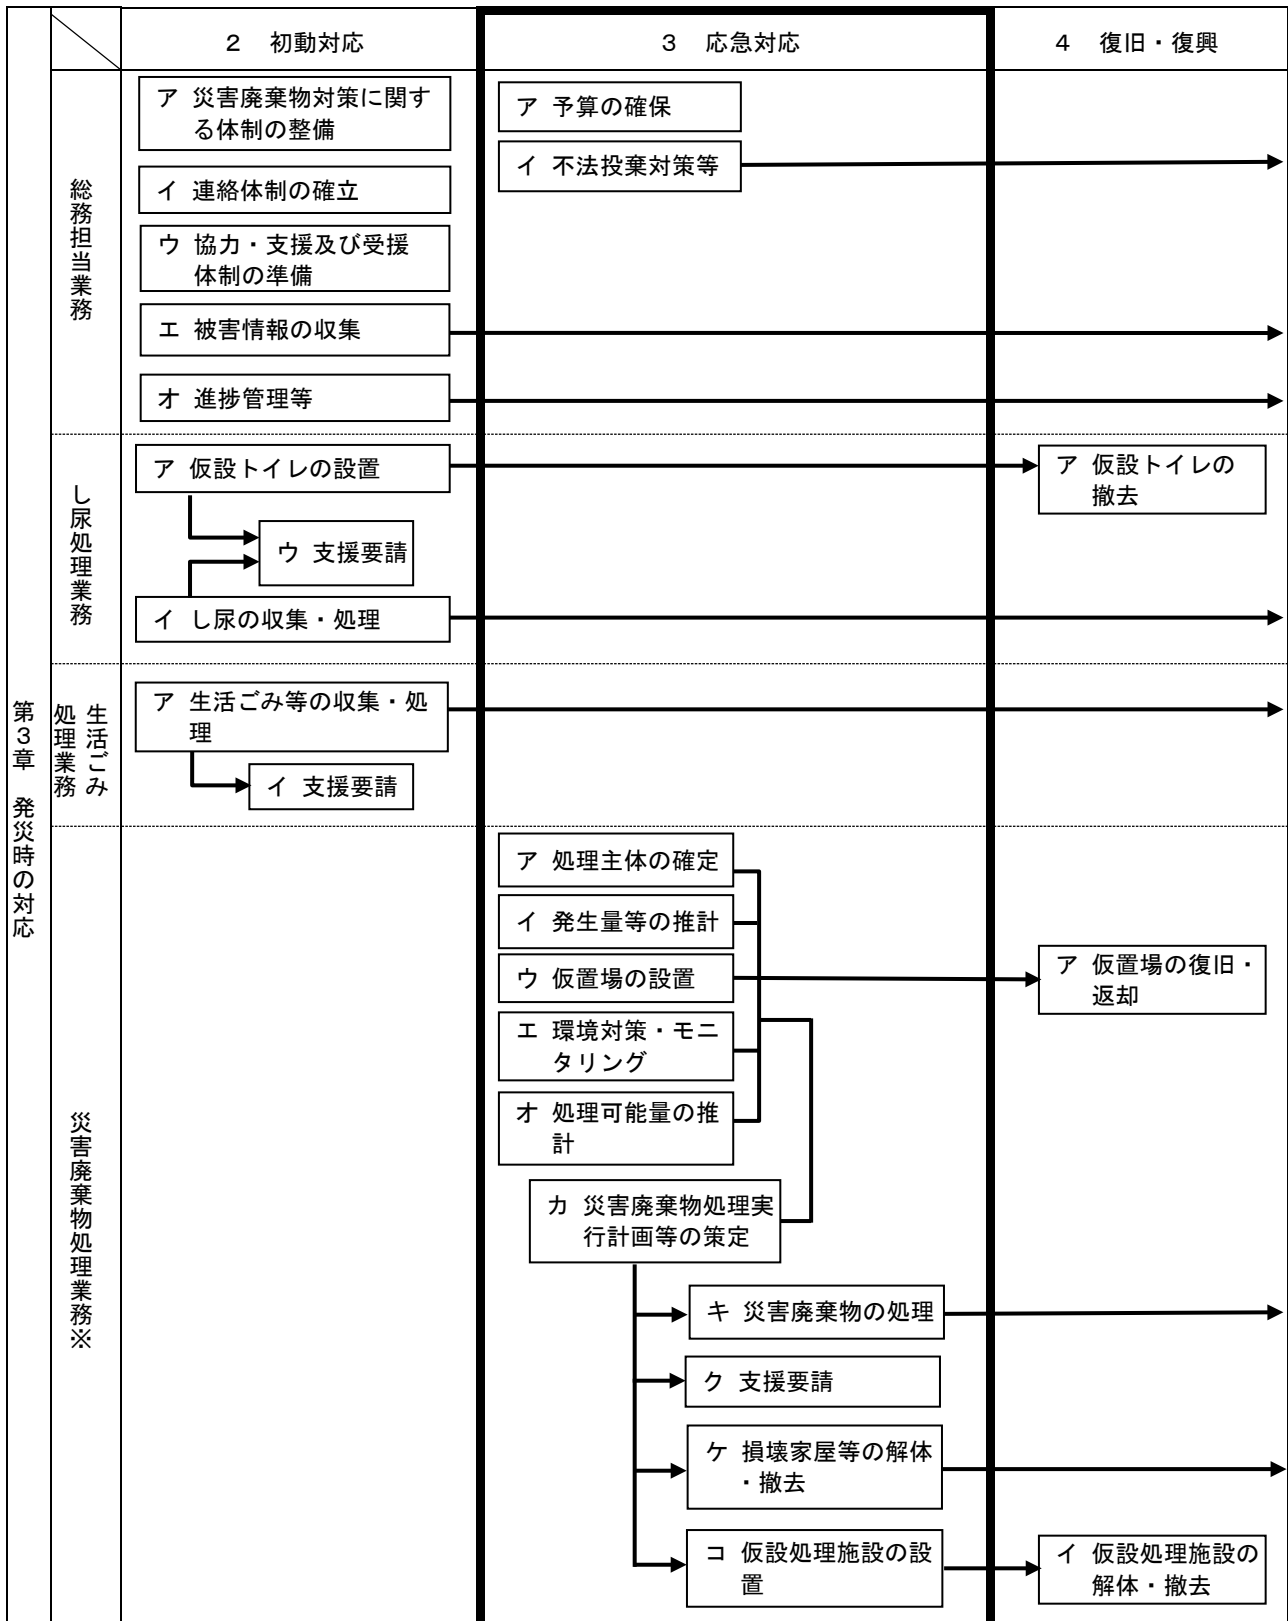 ２　初動対応
３　応急対応
４　復旧・復興
第３章　発災時の対応
総務担当業務
ア 災害廃棄物対策に関す
る体制の整備
イ 連絡体制の確立
ウ 協力・支援及び受援
体制の準備
エ 被害情報の収集
オ 進捗管理等
ア 予算の確保
イ 不法投棄対策等
し尿処理業務
ア 仮設トイレの設置
ウ 支援要請
イ し尿の収集・処理
ア 仮設トイレの
撤去
生活ごみ
処理業務
ア 生活ごみ等の収集・処
理
イ 支援要請
災害廃棄物処理業務※
ア 処理主体の確定
イ 発生量等の推計
ウ 仮置場の設置
エ 環境対策・モニ
タリング
オ 処理可能量の推
計
カ 災害廃棄物処理実
行計画等の策定
キ 災害廃棄物の処理
ク 支援要請
ケ 損壊家屋等の解体
・撤去
コ 仮設処理施設の設
置
ア 仮置場の復旧・
返却
イ 仮設処理施設の
解体・撤去